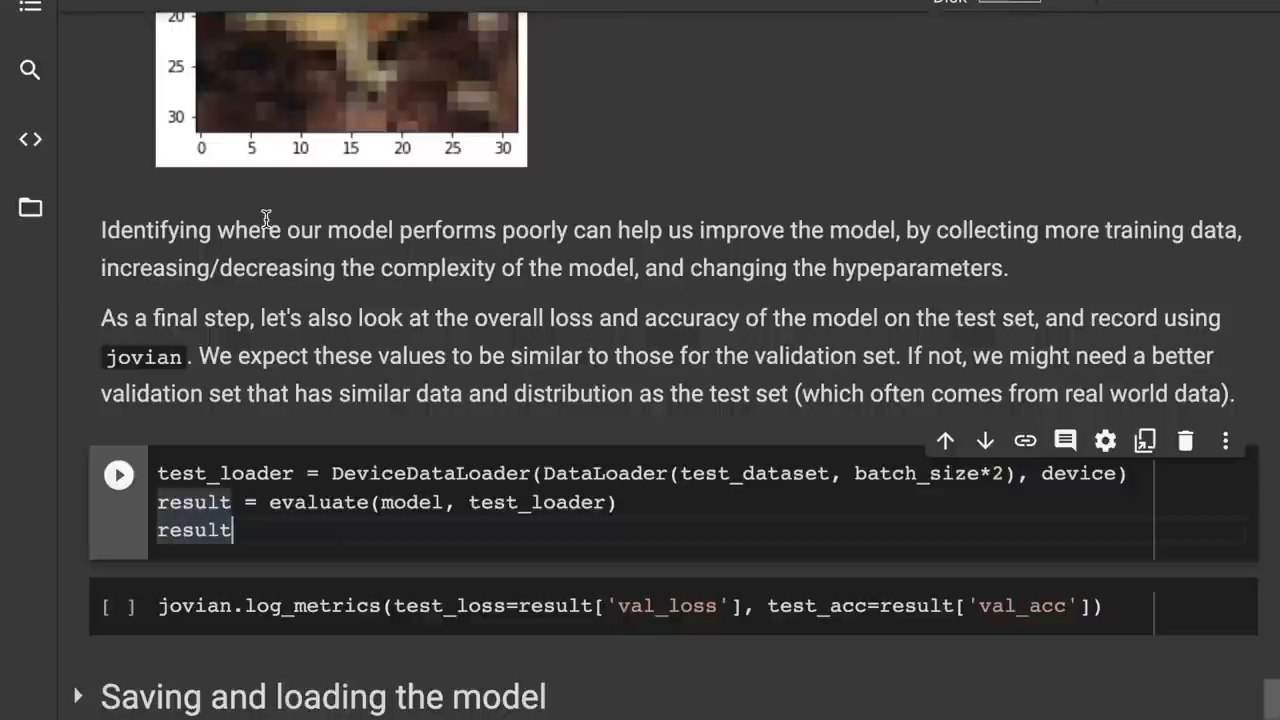 Disk
20
25
30
0 5 10 15 20 25 30
Identifying where our model performs poorly can help us improve the model, by collecting more training data,
increasing/decreasing the complexity of the model, and changing the hypeparameters.
As a final step, let's also look at the overall loss and accuracy of the model on the test set, and record using
jovian. We expect these values to be similar to those for the validation set. If not, we might need a better
validation set that has similar data and distribution as the test set (which often comes from real world data).
test_loader = DeviceDataLoader(DataLoader(test_dataset, batch_size*2), device)
result = evaluate(model, test_loader)
result
[ ] jovian.log_metrics(test_loss=result['val_loss'], test_acc=result['val_acc'])
Saving and loading the model